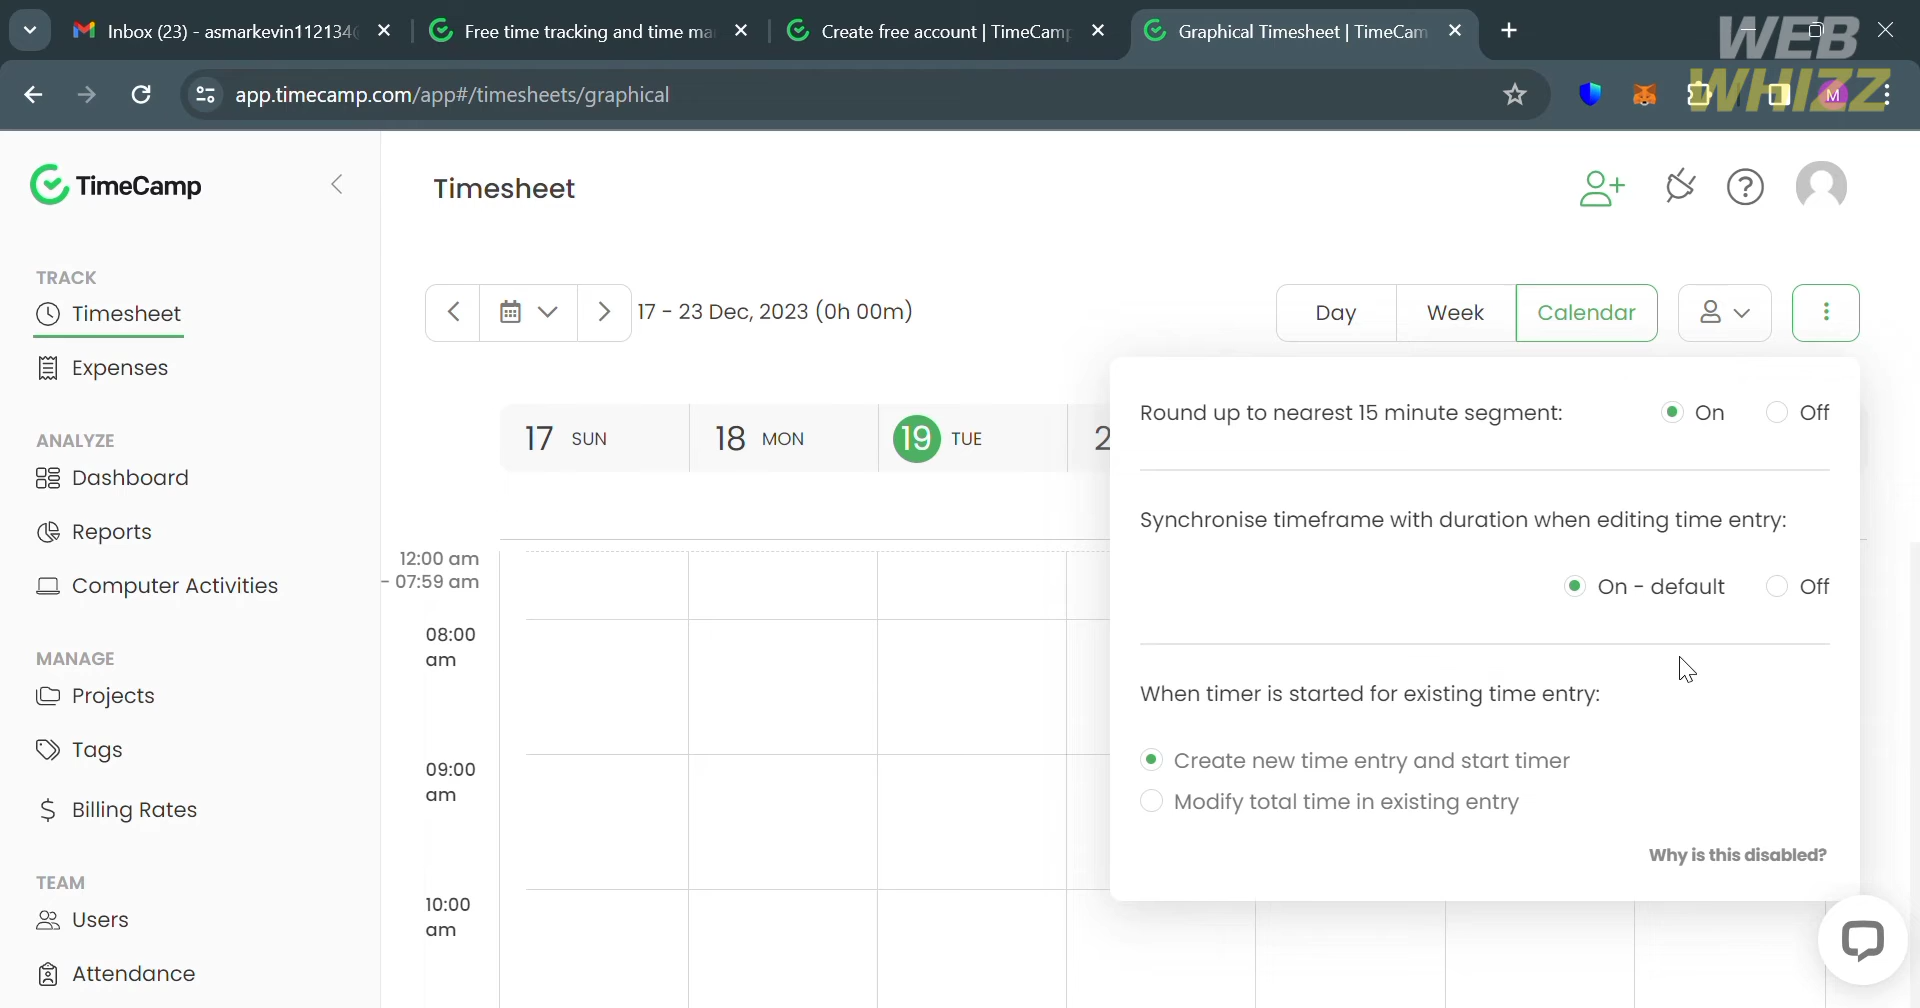 Inbox (23) - asmarkevin112134
Free time tracking and time ma
Create free account | TimeCamp
Graphical Timesheet | TimeCam
WEB
WHIZZ
app.timecamp.com/app#/timesheets/graphical
M
TimeCamp
Timesheet
TRACK
Timesheet
Expenses
ANALYZE
Dashboard
Reports
Computer Activities
MANAGE
Projects
Tags
Billing Rates
TEAM
Users
Attendance
17 - 23 Dec, 2023 (0h 00m)
Day
Week
Calendar
17 SUN
18 MON
19 TUE
2
12:00 am
- 07:59 am
08:00
am
09:00
am
10:00
am
Round up to nearest 15 minute segment:
On
Off
Synchronise timeframe with duration when editing time entry:
On - default
Off
When timer is started for existing time entry:
Create new time entry and start timer
Modify total time in existing entry
Why is this disabled?